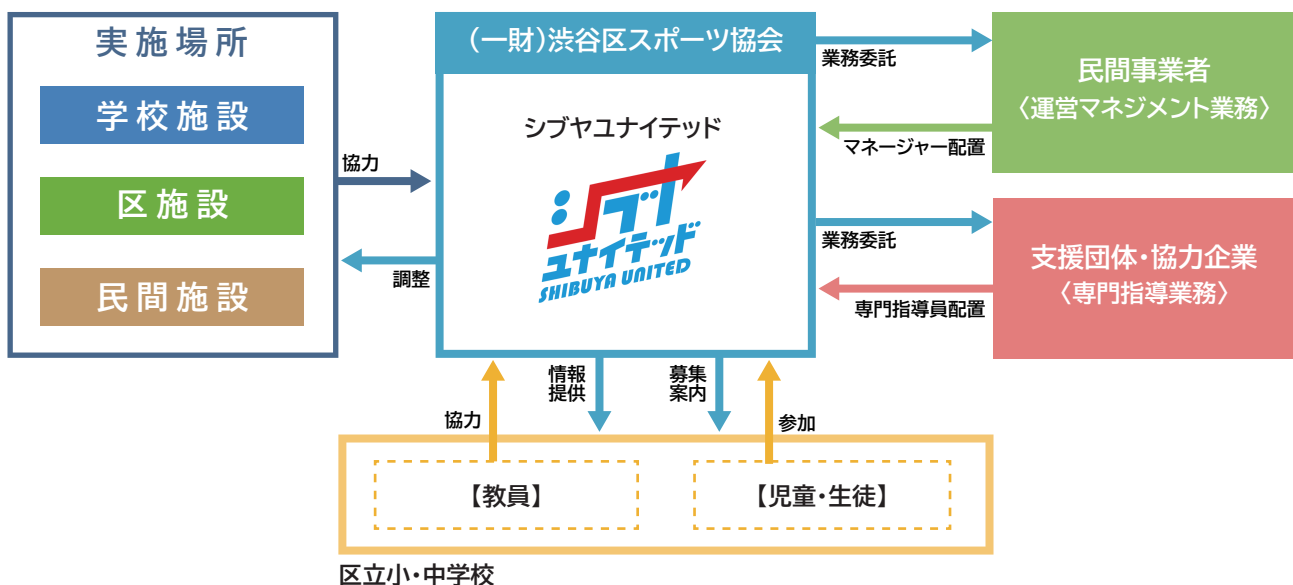 実施場所
学校施設
区施設
民間施設
協力
調整
(一財)渋谷区スポーツ協会
シブヤユナイテッド
シブヤ
ユナイテッド
SHIBUYA UNITED
業務委託
マネージャー配置
業務委託
専門指導員配置
民間事業者
〈運営マネジメント業務〉
支援団体・協力企業
〈専門指導業務〉
協力
情報
提供
募集
案内
参加
【教員】
【児童・生徒】
区立小・中学校